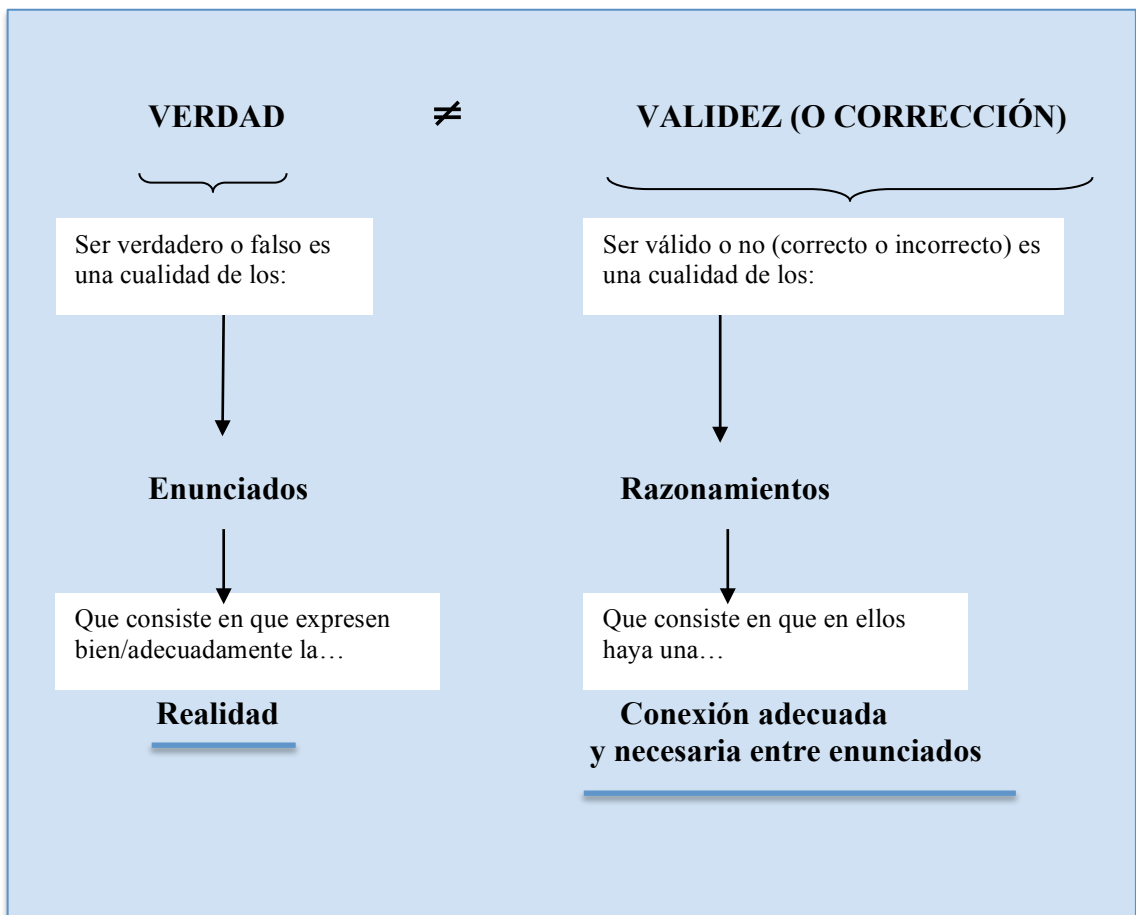 VERDAD ≠ VALIDEZ (O CORRECCIÓN)
Ser verdadero o falso es
una cualidad de los:
Ser válido o no (correcto o incorrecto) es
una cualidad de los:
Enunciados
Razonamientos
Que consiste en que expresen
bien/adecuadamente la…
Que consiste en que en ellos
haya una…
Realidad
Conexión adecuada
y necesaria entre enunciados